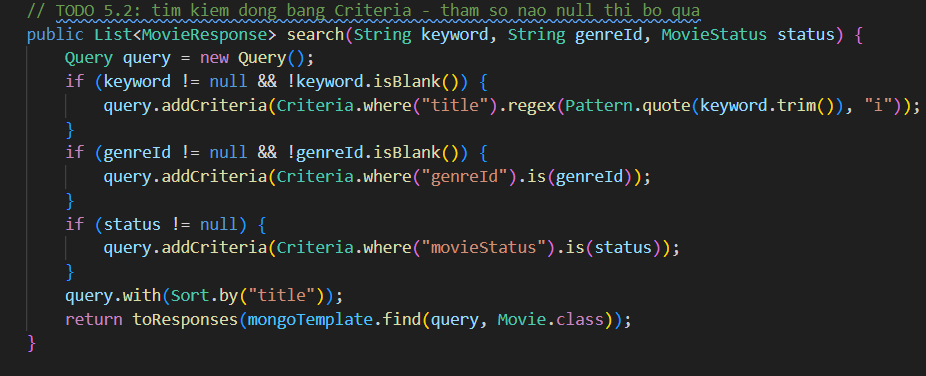 // TODO 5.2: tim kiem dong bang Criteria - tham so nao null thi bo qua
public List<MovieResponse> search(String keyword, String genreId, MovieStatus status) {
    Query query = new Query();
    if (keyword != null && !keyword.isBlank()) {
        query.addCriteria(Criteria.where("title").regex(Pattern.quote(keyword.trim()), "i"));
    }
    if (genreId != null && !genreId.isBlank()) {
        query.addCriteria(Criteria.where("genreId").is(genreId));
    }
    if (status != null) {
        query.addCriteria(Criteria.where("movieStatus").is(status));
    }
    query.with(Sort.by("title"));
    return toResponses(mongoTemplate.find(query, Movie.class));
}